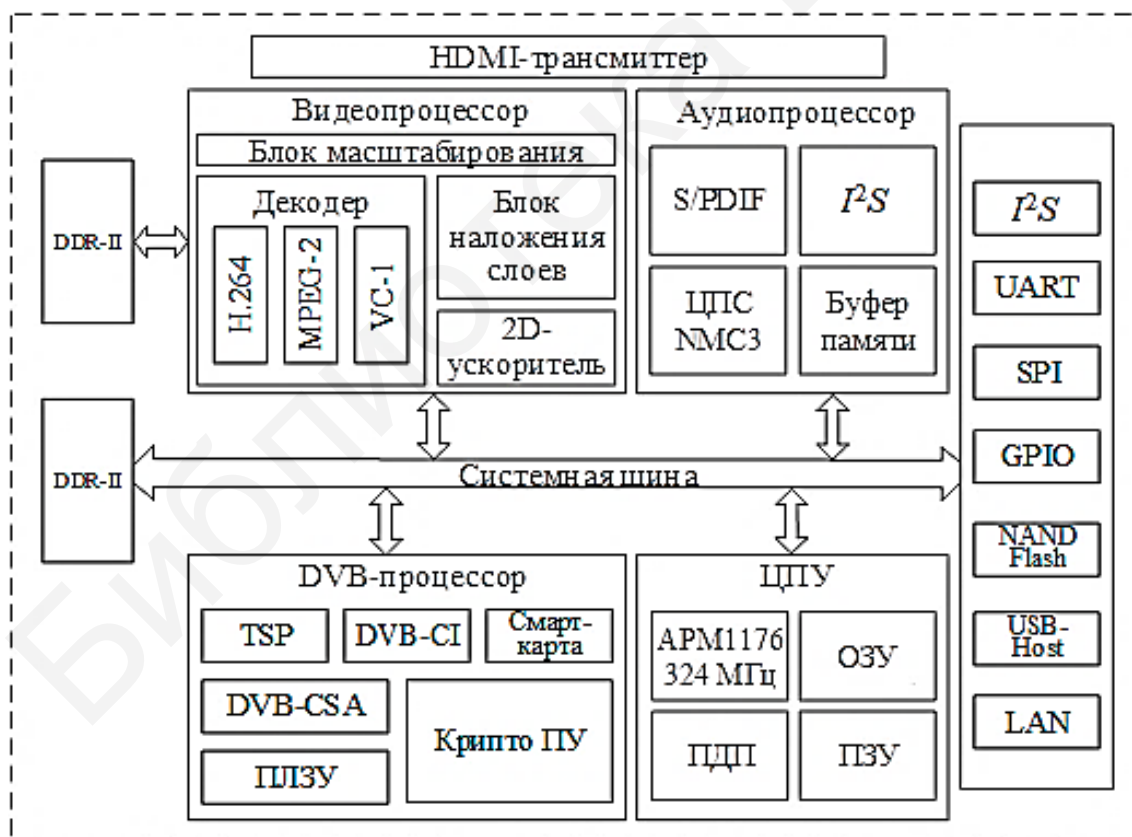 HDMI-трансмиттер
Видеопроцессор
Блок масштабирования
Декодер
H.264
MPEG-2
VC-1
Блок
наложения
слоев
2D-
ускоритель
Аудиопроцессор
S/PDIF
I²S
ЦПС
NMC3
Буфер
памяти
DDR-II
DDR-II
Системная шина
DVB-процессор
TSP
DVB-CI
Смарт-
карта
DVB-CSA
Крипто ПУ
ПЛЗУ
ЦПУ
АРМ1176
324 МГц
ОЗУ
ПДП
ПЗУ
I²S
UART
SPI
GPIO
NAND
Flash
USB-
Host
LAN
Библиотека